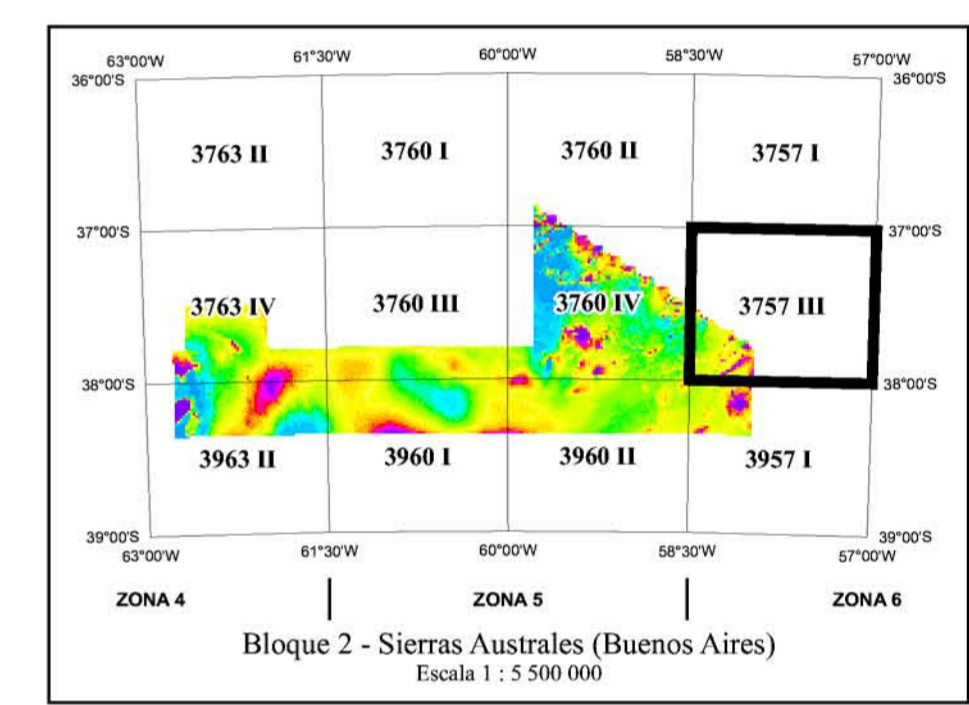 63°00'W 61°30'W 60°00'W 58°30'W 57°00'W
36°00'S 36°00'S
3763 II 3760 I 3760 II 3757 I
37°00'S 37°00'S
3763 IV 3760 III 3760 IV 3757 III
38°00'S 38°00'S
3963 II 3960 I 3960 II 3957 I
39°00'S 39°00'S
63°00'W 61°30'W 60°00'W 58°30'W 57°00'W
ZONA 4 ZONA 5 ZONA 6
Bloque 2 - Sierras Australes (Buenos Aires)
Escala 1 : 5 500 000